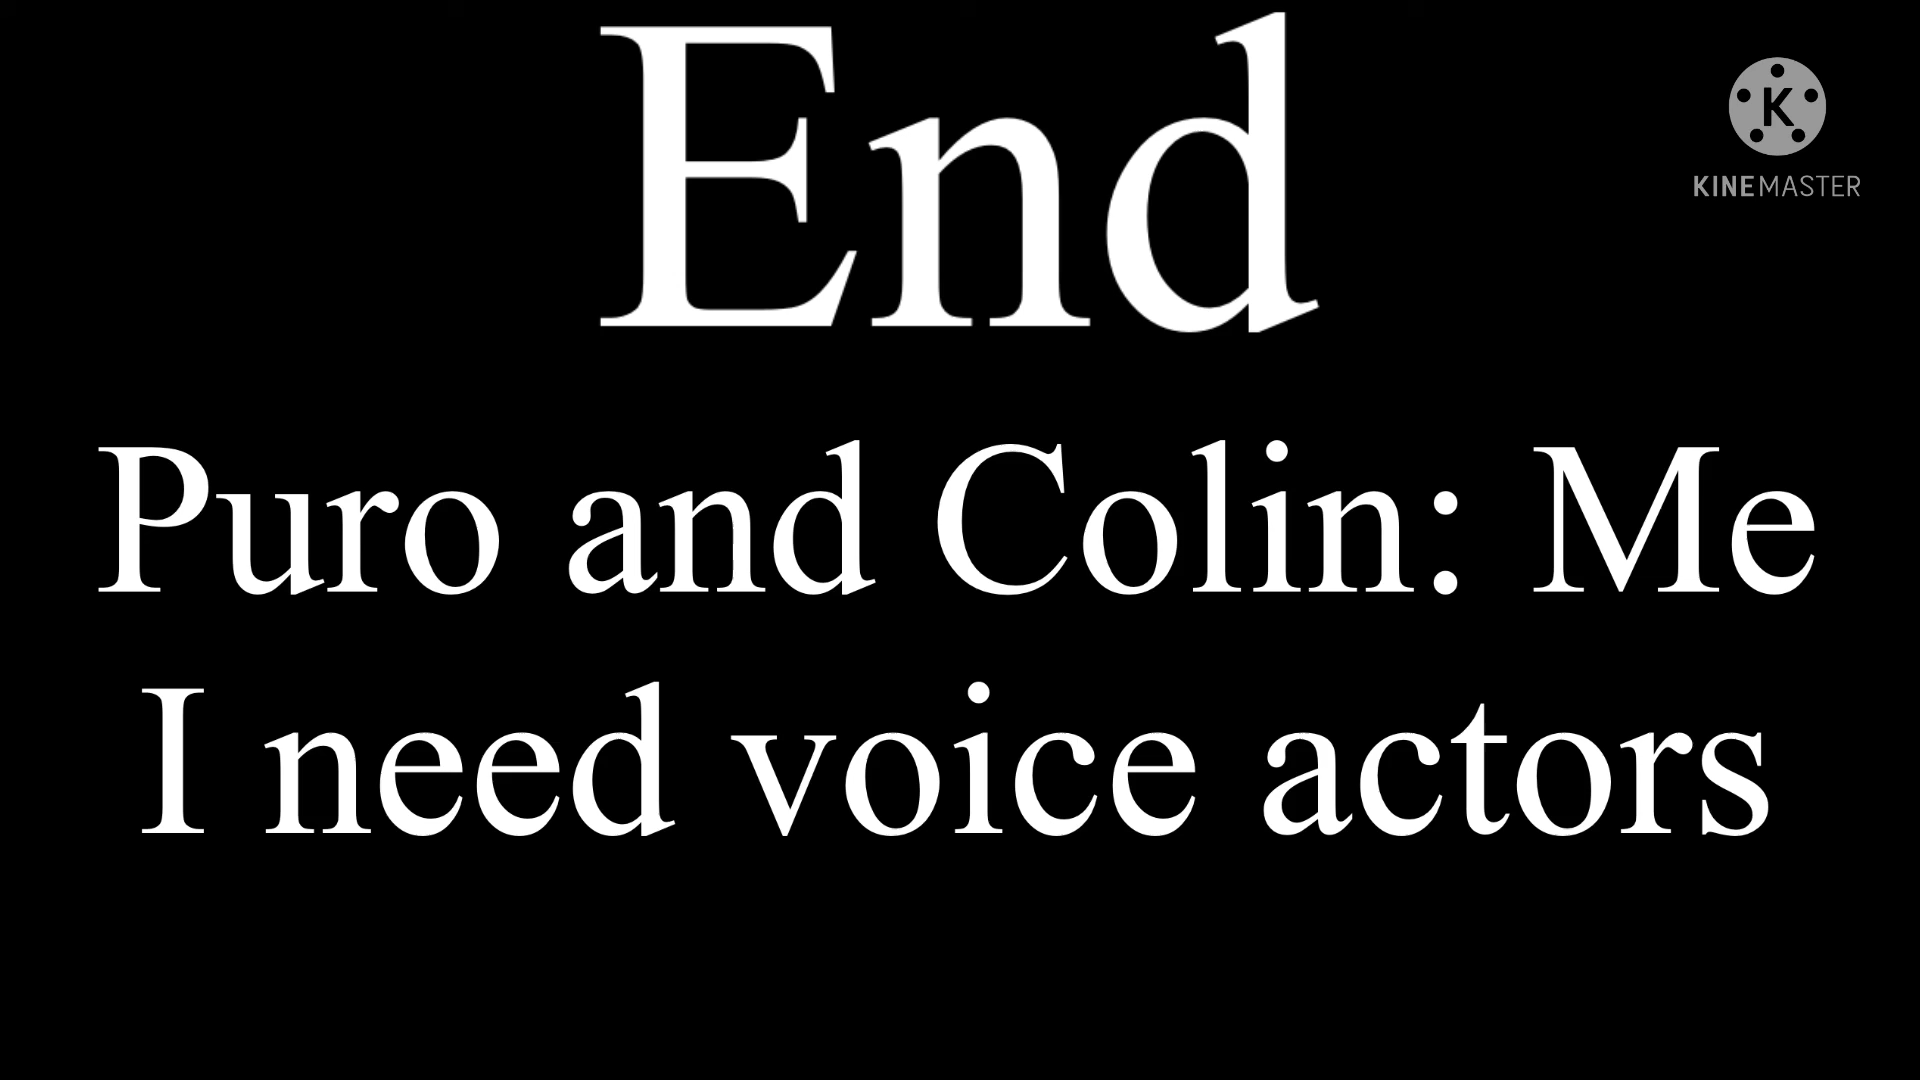 End
K
KINEMASTER
Puro and Colin: Me
I need voice actors